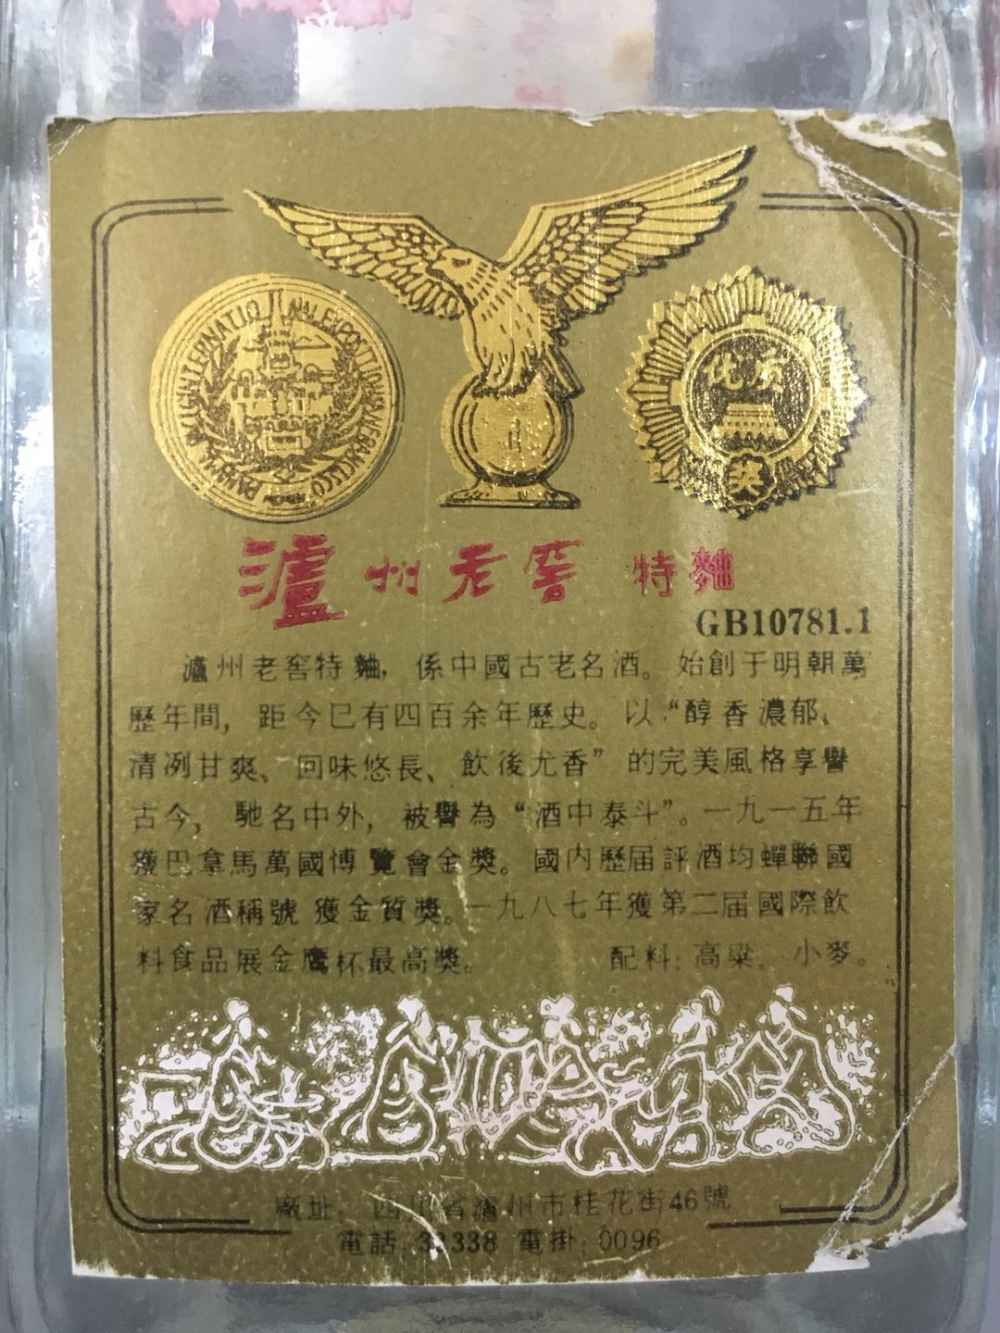 優質
奬
瀘州老窖特麯
GB10781.1
瀘州老窖特麯，係中國古老名酒。始創于明朝萬
歷年間，距今已有四百余年歷史。以“醇香濃郁、
清冽甘爽、回味悠長、飲後尤香”的完美風格享譽
古今，馳名中外，被譽為“酒中泰斗”。一九一五年
獲巴拿馬萬國博覽會金獎。國内歷届評酒均蟬聯國
家名酒稱號獲金質獎。一九八七年獲第二届國際飲
料食品展金鷹杯最高獎。 配料：高粱。小麥。
廠址：四川省瀘州市桂花街46號
電話 338 電掛：0096